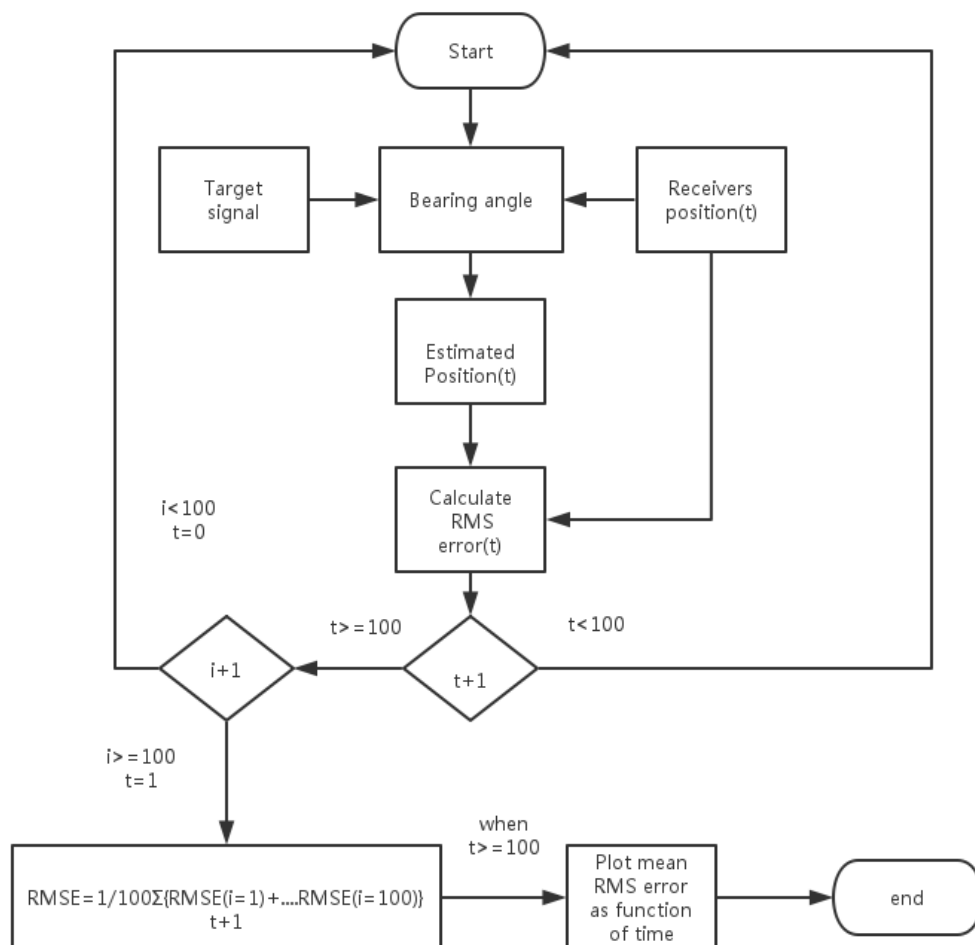 Start
Target
signal
Bearing angle
Receivers
position(t)
Estimated
Position(t)
Calculate
RMS
error(t)
i<100
t=0
t>=100
t<100
i+1
t+1
i>=100
t=1
RMSE=1/100Σ{RMSE(i=1)+....RMSE(i=100)}
t+1
when
t>=100
Plot mean
RMS error
as function
of time
end